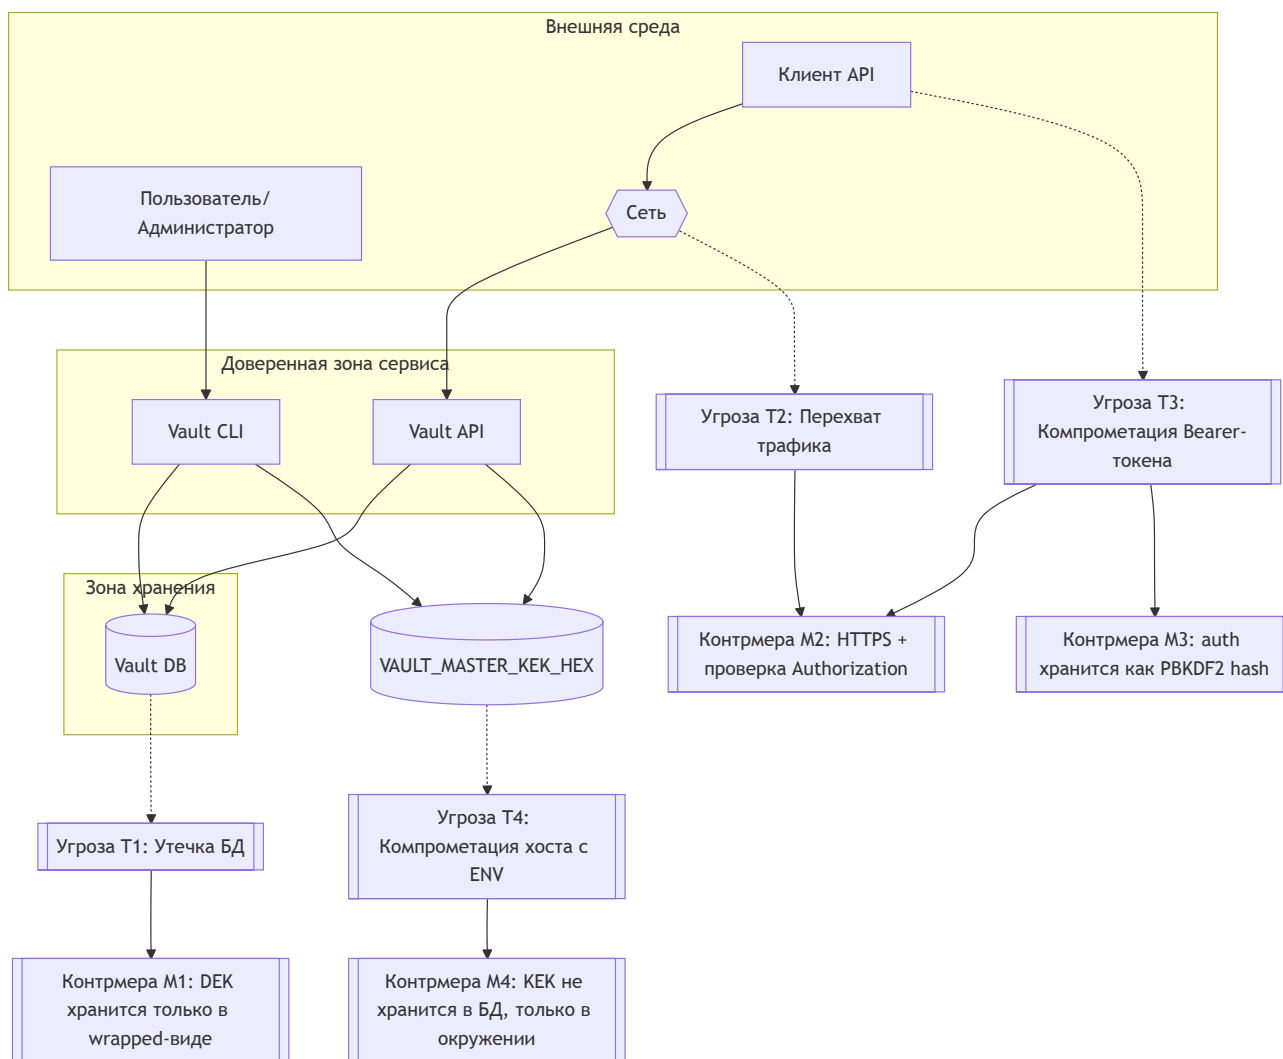 Внешняя среда
Клиент API
Пользователь/
Администратор
Сеть
Доверенная зона сервиса
Vault CLI
Vault API
Угроза T2: Перехват
трафика
Угроза T3:
Компрометация Bearer-
токена
Зона хранения
Vault DB
VAULT_MASTER_KEK_HEX
Контрмера M2: HTTPS +
проверка Authorization
Контрмера M3: auth
хранится как PBKDF2 hash
Угроза T1: Утечка БД
Угроза T4:
Компрометация хоста с
ENV
Контрмера M1: DEK
хранится только в
wrapped-виде
Контрмера M4: KEK не
хранится в БД, только в
окружении